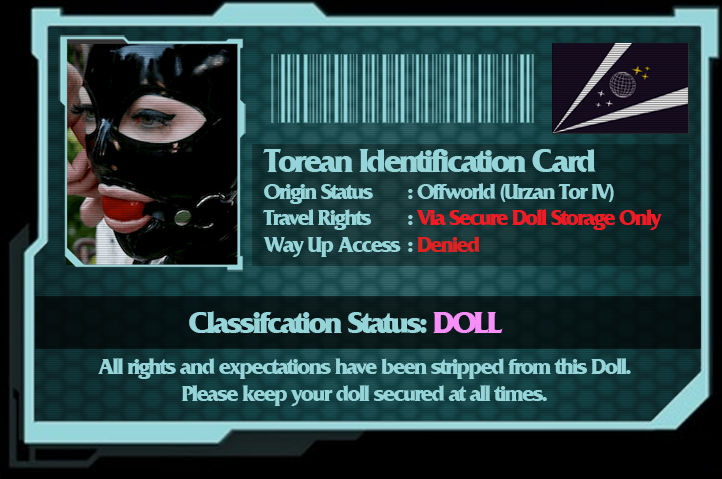 Torean Identification Card
Origin Status : Offworld (Urzan Tor IV)
Travel Rights : Via Secure Doll Storage Only
Way Up Access : Denied
Classifcation Status: DOLL
All rights and expectations have been stripped from this Doll.
Please keep your doll secured at all times.